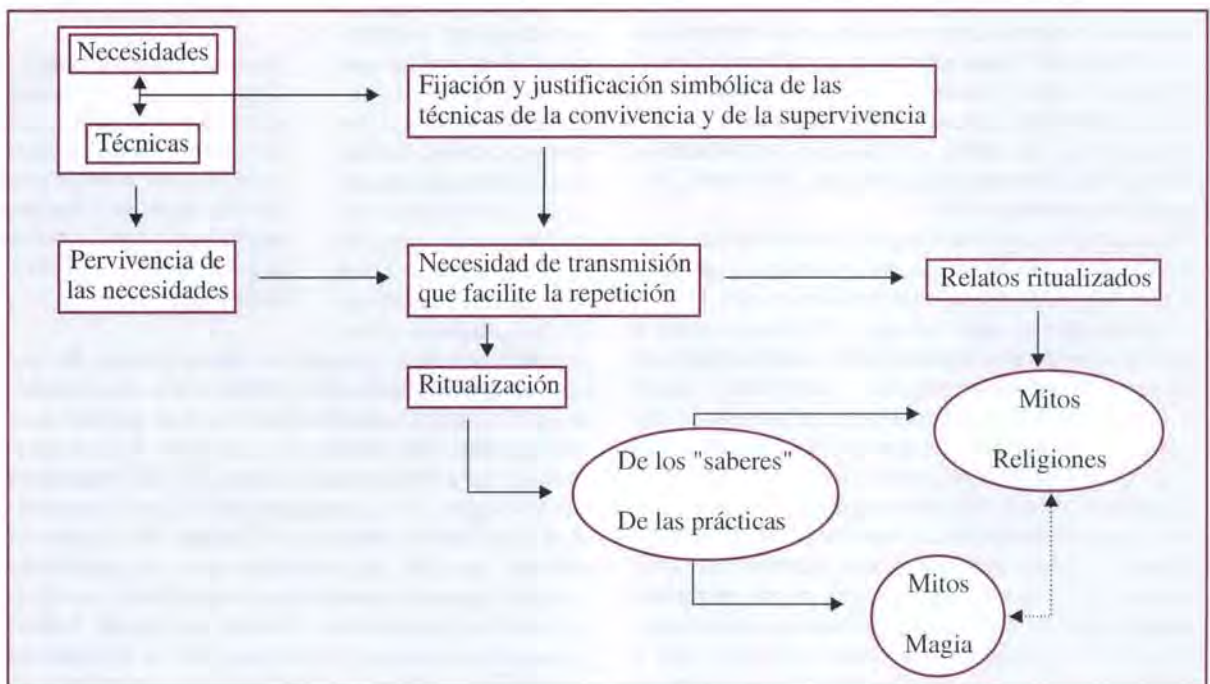 Necesidades
Técnicas
Fijación y justificación simbólica de las
técnicas de la convivencia y de la supervivencia
Pervivencia de
las necesidades
Necesidad de transmisión
que facilite la repetición
Relatos ritualizados
Ritualización
De los "saberes"
De las prácticas
Mitos
Religiones
Mitos
Magia